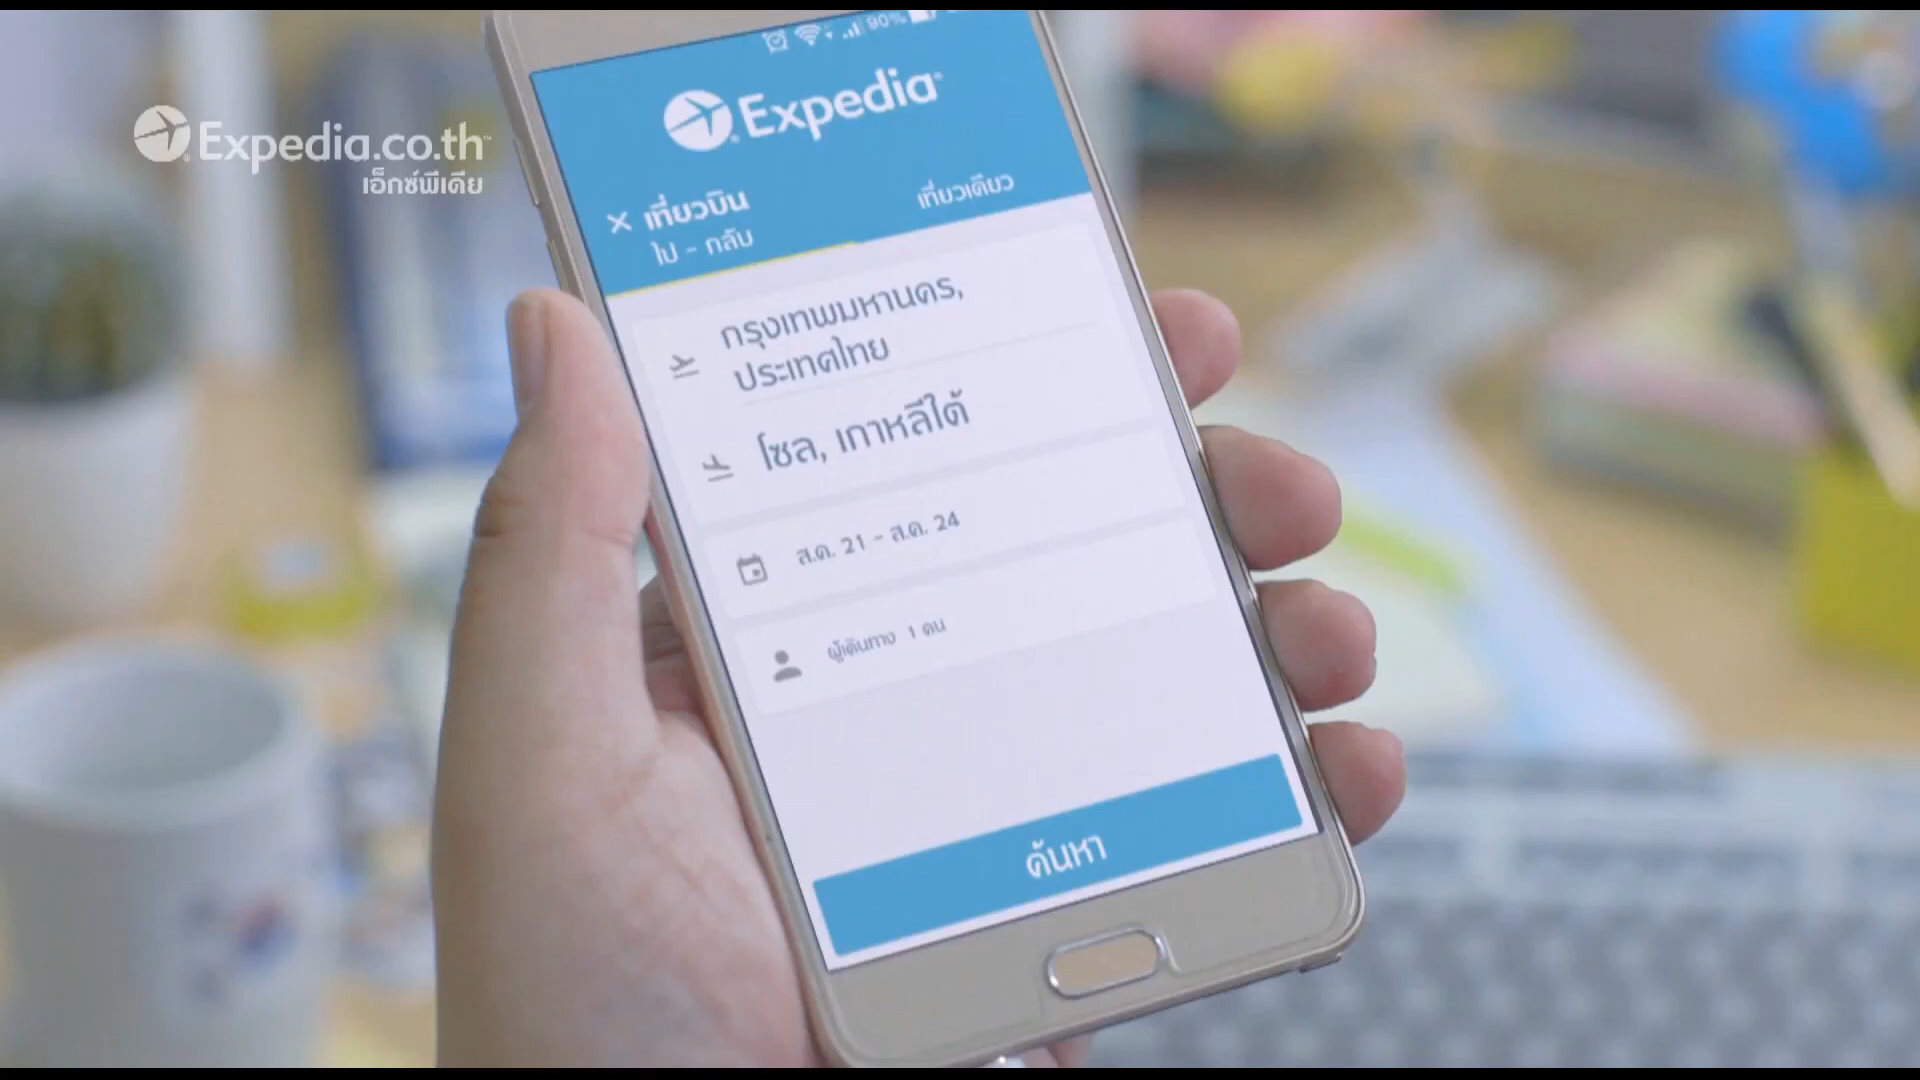 Expedia.co.th™
เอ็กซ์พีเดีย
90%
Expedia®
× เที่ยวบิน
ไป - กลับ
เที่ยวเดียว
กรุงเทพมหานคร,
ประเทศไทย
โซล, เกาหลีใต้
ส.ค. 21 - ส.ค. 24
ผู้เดินทาง 1 คน
ค้นหา